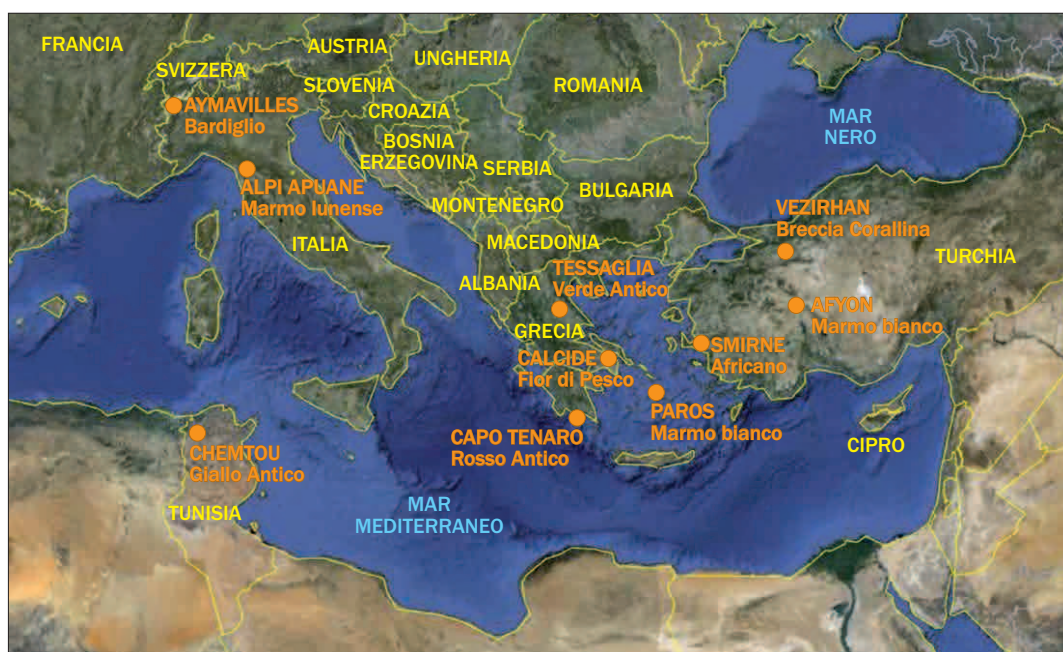 FRANCIA
AUSTRIA
UNGHERIA
SVIZZERA
SLOVENIA
ROMANIA
AYMAVILLES
Bardiglio
CROAZIA
MAR
NERO
BOSNIA
ERZEGOVINA
SERBIA
ALPI APUANE
Marmo lunense
BULGARIA
MONTENEGRO
VEZIRHAN
Breccia Corallina
ITALIA
MACEDONIA
TURCHIA
ALBANIA
TESSAGLIA
Verde Antico
AFYON
Marmo bianco
GRECIA
SMIRNE
Africano
CALCIDE
Fior di Pesco
PAROS
Marmo bianco
CAPO TENARO
Rosso Antico
CIPRO
CHEMTOU
Giallo Antico
TUNISIA
MAR
MEDITERRANEO